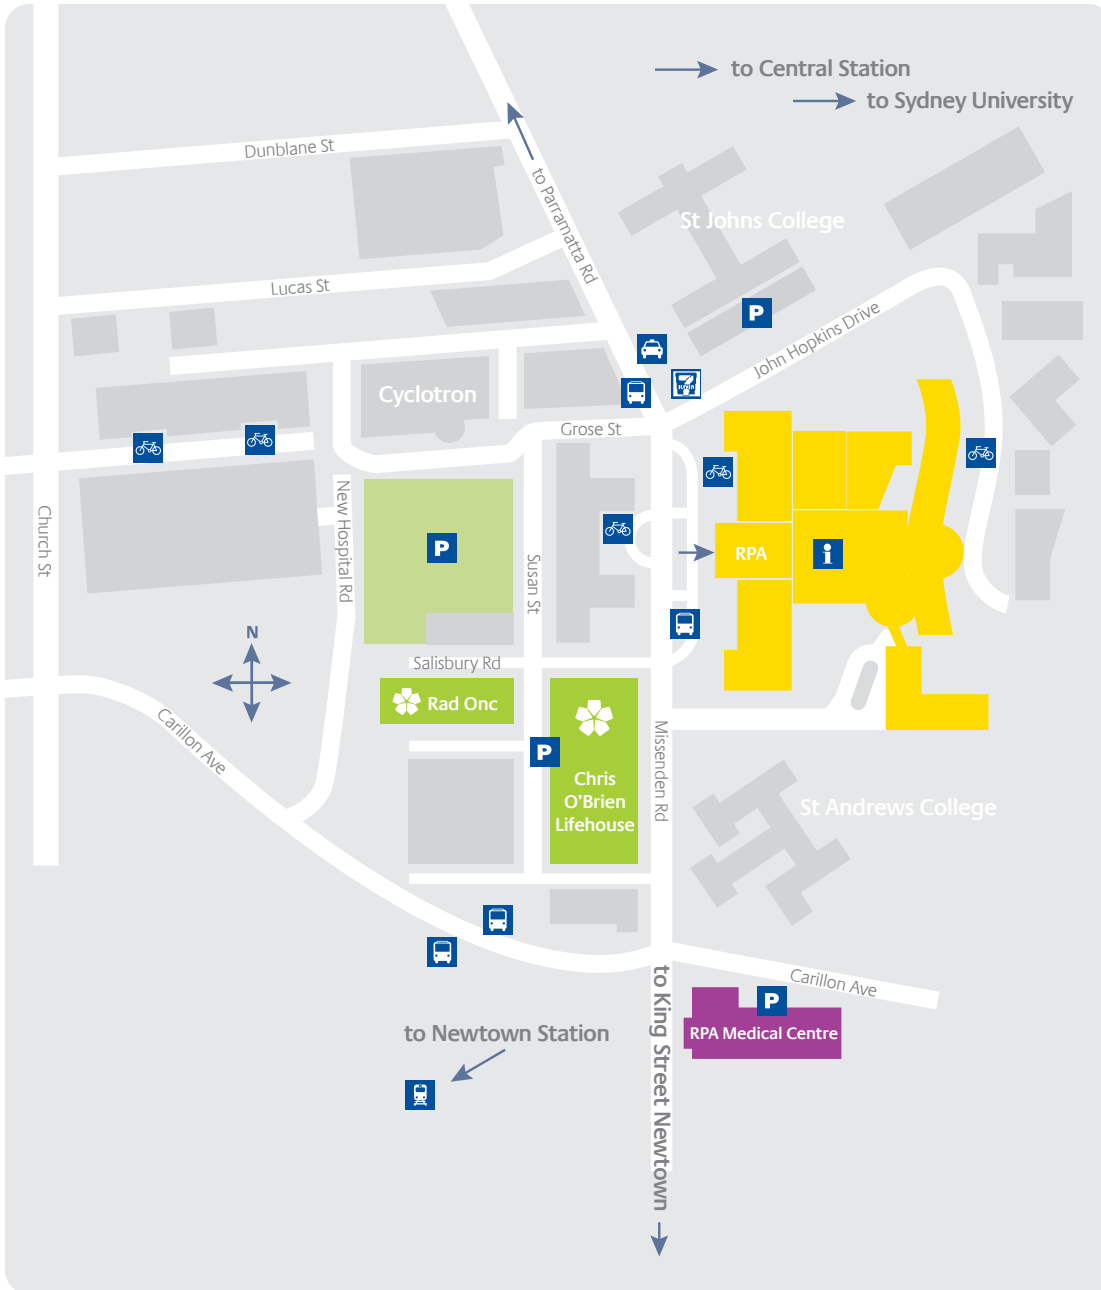 to Central Station
to Sydney University
Dunblane St
to Parramatta Rd
St Johns College
Lucas St
P
John Hopkins Drive
Cyclotron
7
Grose St
Church St
New Hospital Rd
P
Susan St
RPA
i
N
Salisbury Rd
Rad Onc
Carillon Ave
P
Missenden Rd
Chris
O'Brien
Lifehouse
St Andrews College
Carillon Ave
P
to Newtown Station
RPA Medical Centre
to King Street Newtown